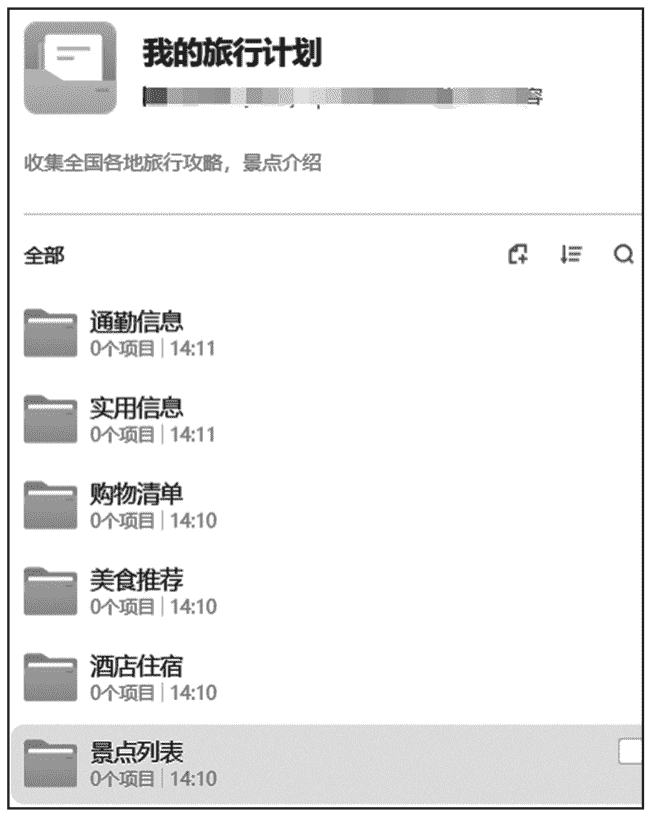 我的旅行计划
收集全国各地旅行攻略，景点介绍
全部
通勤信息
0个项目 | 14:11
实用信息
0个项目 | 14:11
购物清单
0个项目 | 14:10
美食推荐
0个项目 | 14:10
酒店住宿
0个项目 | 14:10
景点列表
0个项目 | 14:10